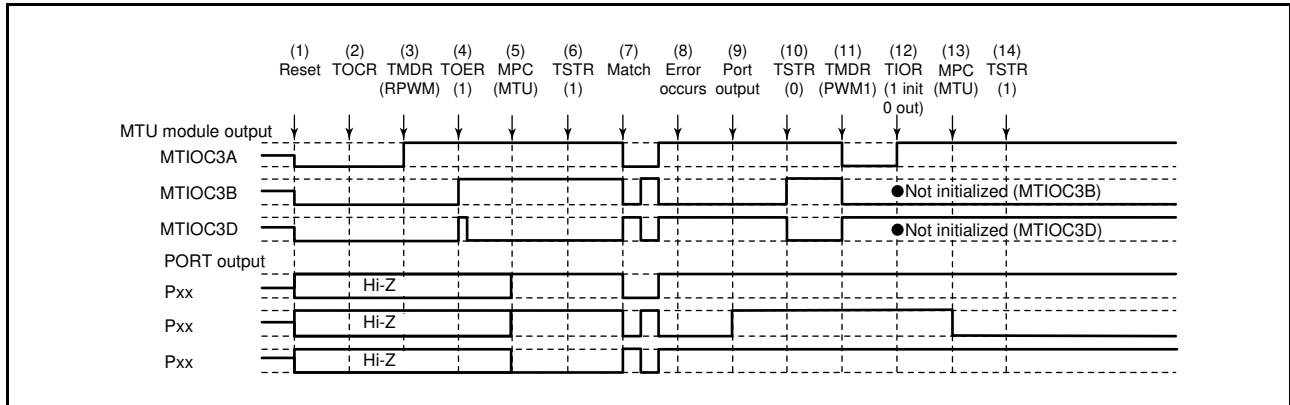 (1) (2) (3) (4) (5) (6) (7) (8) (9) (10) (11) (12) (13) (14)
Reset TOCR TMDR TOER MPC TSTR Match Error Port TSTR TMDR TIOR MPC TSTR
(RPWM) (1) (MTU) (1) occurs output (0) (PWM1) (1 init (MTU) (1)
0 out)
MTU module output
MTIOC3A
MTIOC3B
●Not initialized (MTIOC3B)
MTIOC3D
●Not initialized (MTIOC3D)
PORT output
Pxx Hi-Z
Pxx Hi-Z
Pxx Hi-Z